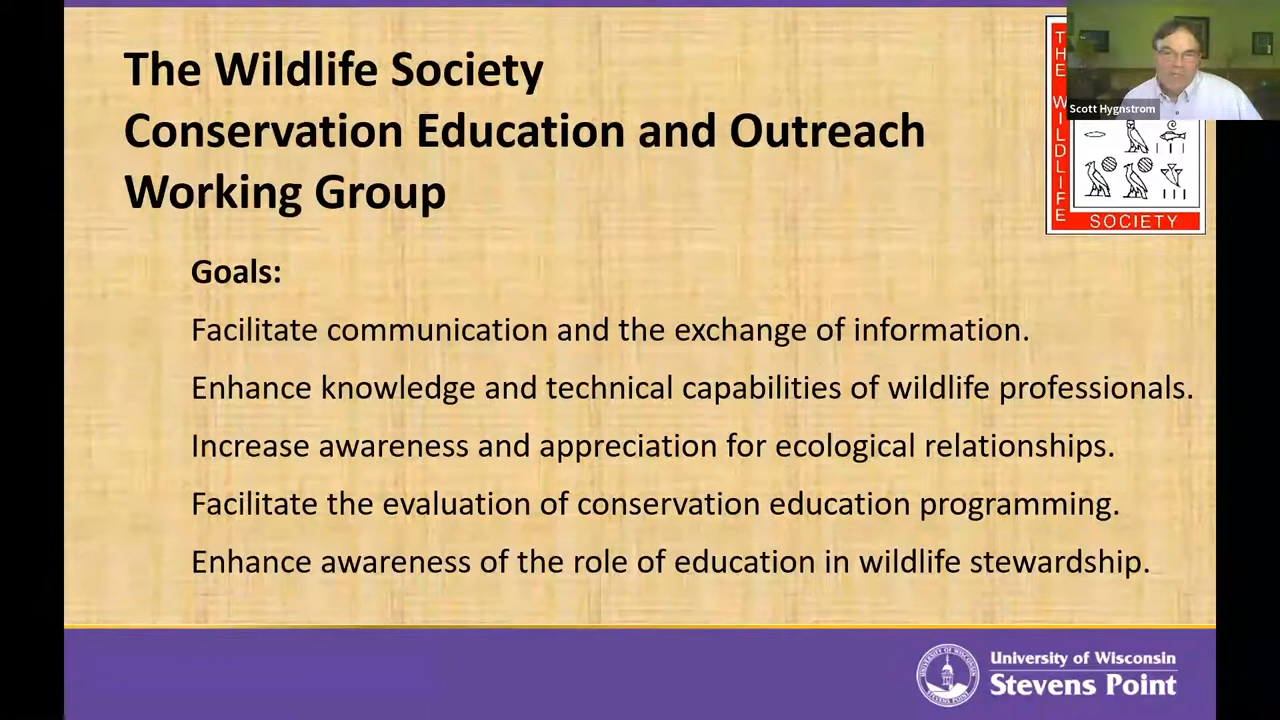 The Wildlife Society
Conservation Education and Outreach
Working Group
THE WILDLIFE
SOCIETY
Scott Hygnstrom
Goals:
Facilitate communication and the exchange of information.
Enhance knowledge and technical capabilities of wildlife professionals.
Increase awareness and appreciation for ecological relationships.
Facilitate the evaluation of conservation education programming.
Enhance awareness of the role of education in wildlife stewardship.
University of Wisconsin
Stevens Point